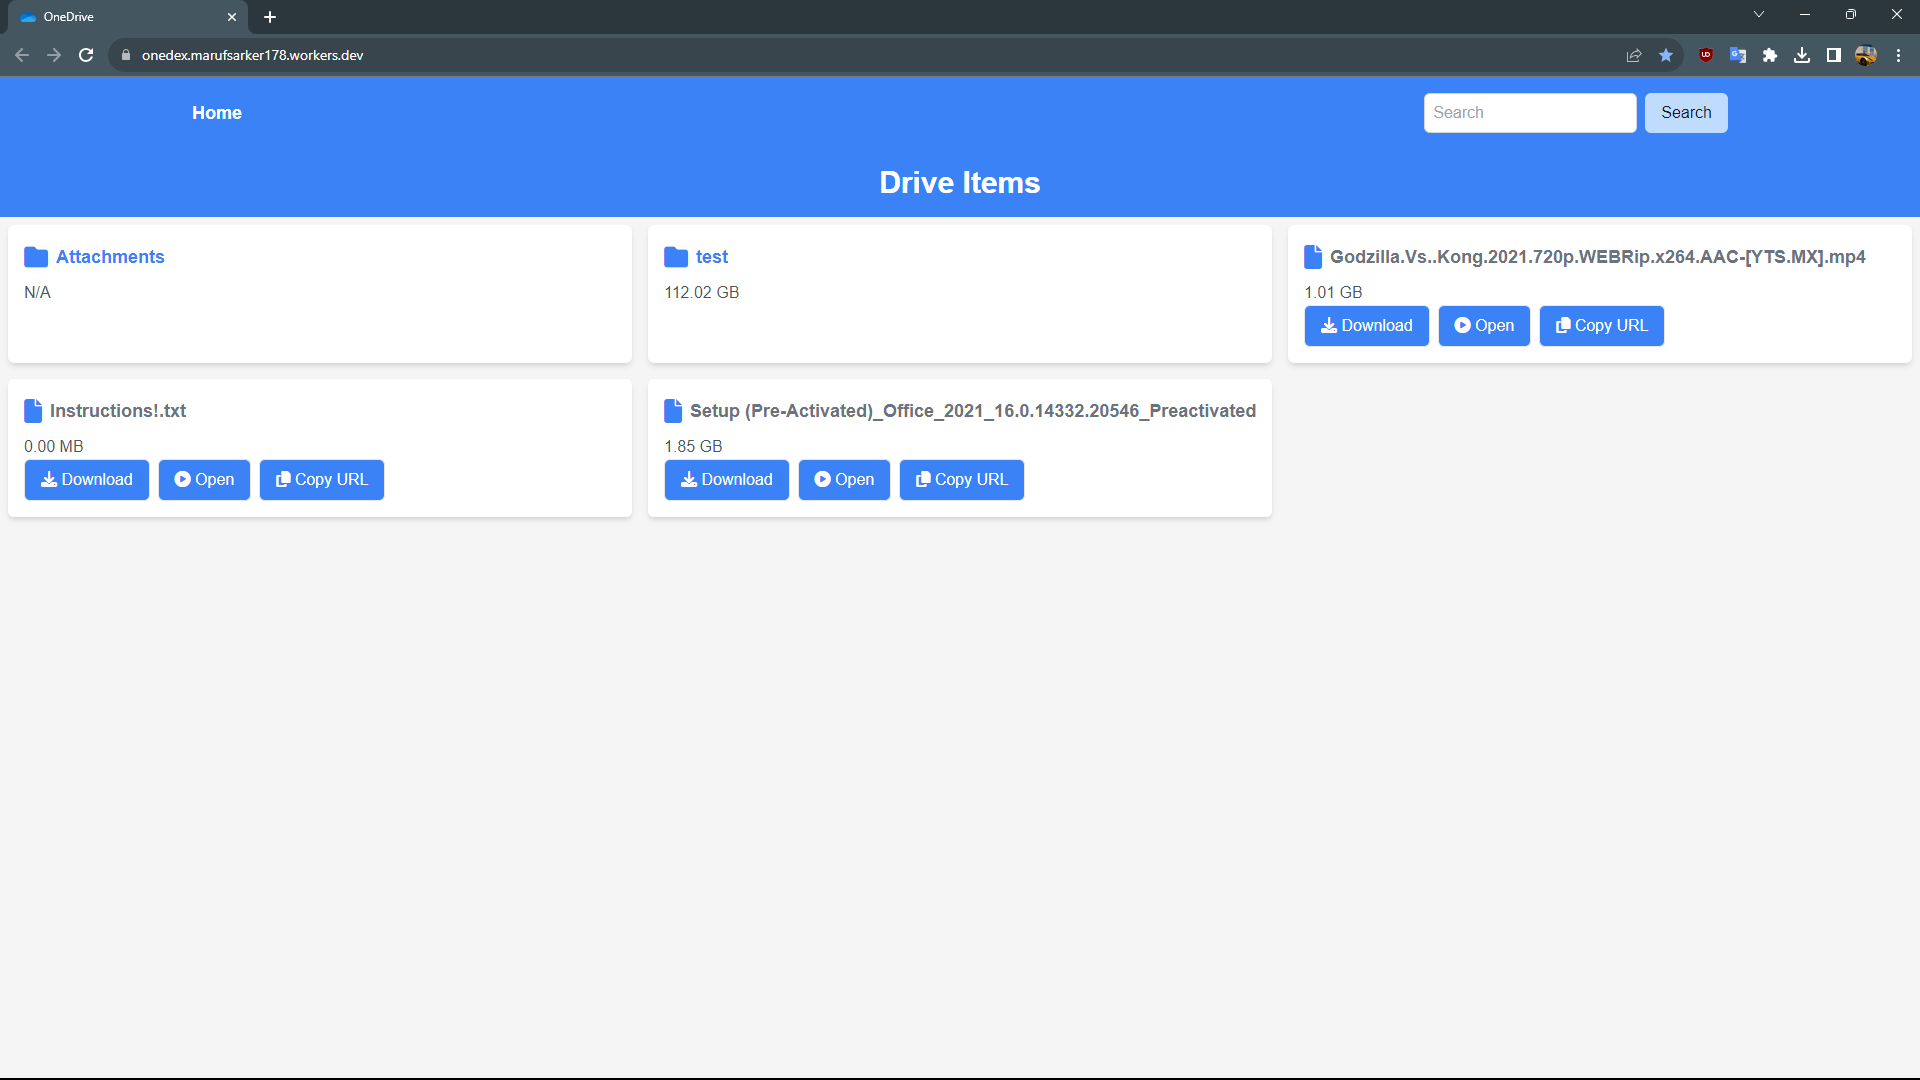 OneDrive
onedex.marufsarker178.workers.dev
Home
Search
Search
Drive Items
Attachments
N/A
test
112.02 GB
Godzilla.Vs..Kong.2021.720p.WEBRip.x264.AAC-[YTS.MX].mp4
1.01 GB
Download
Open
Copy URL
Instructions!.txt
0.00 MB
Download
Open
Copy URL
Setup (Pre-Activated)_Office_2021_16.0.14332.20546_Preactivated
1.85 GB
Download
Open
Copy URL